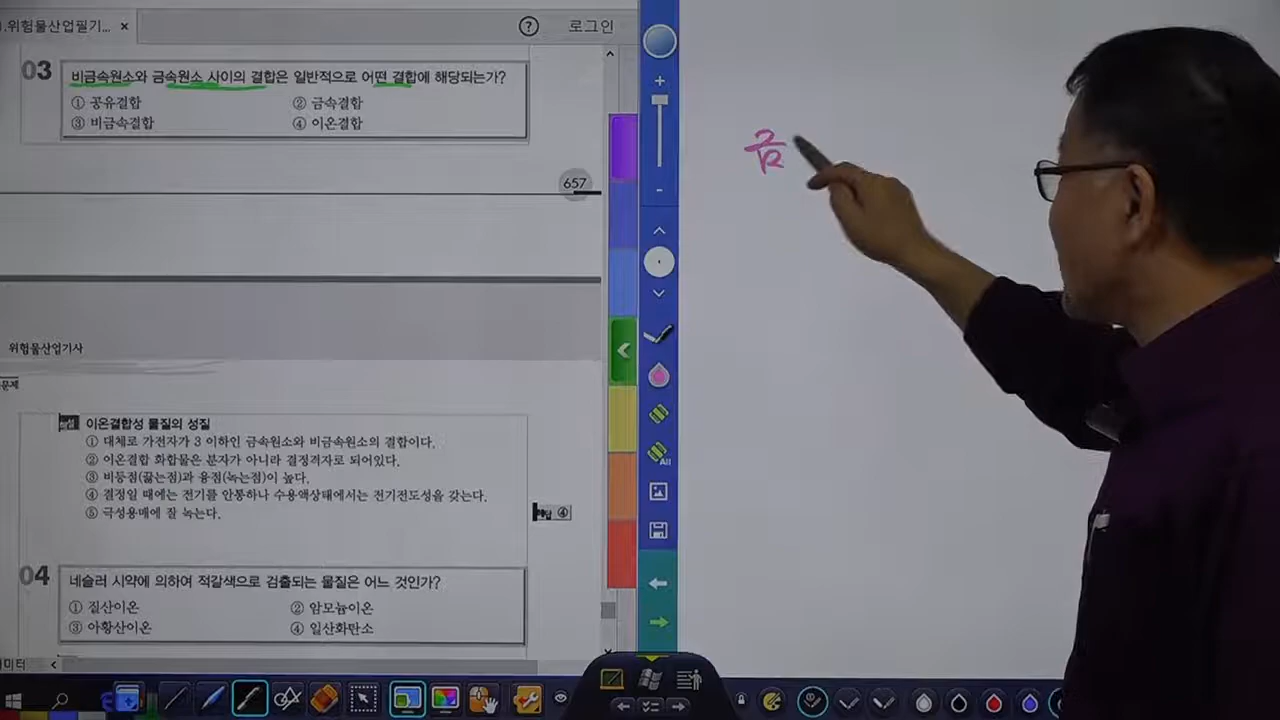 .위험물산업필기... ×
? 로그인
03 비금속원소와 금속원소 사이의 결합은 일반적으로 어떤 결합에 해당되는가?
① 공유결합 ② 금속결합
③ 비금속결합 ④ 이온결합
657
위험물산업기사
문제
이온결합성 물질의 성질
① 대체로 가전자가 3 이하인 금속원소와 비금속원소의 결합이다.
② 이온결합 화합물은 분자가 아니라 결정격자로 되어있다.
③ 비등점(끓는점)과 융점(녹는점)이 높다.
④ 결정일 때에는 전기를 안통하나 수용액상태에서는 전기전도성을 갖는다.
⑤ 극성용매에 잘 녹는다.
④
04 네슬러 시약에 의하여 적갈색으로 검출되는 물질은 어느 것인가?
① 질산이온 ② 암모늄이온
③ 아황산이온 ④ 일산화탄소
미터
금
All